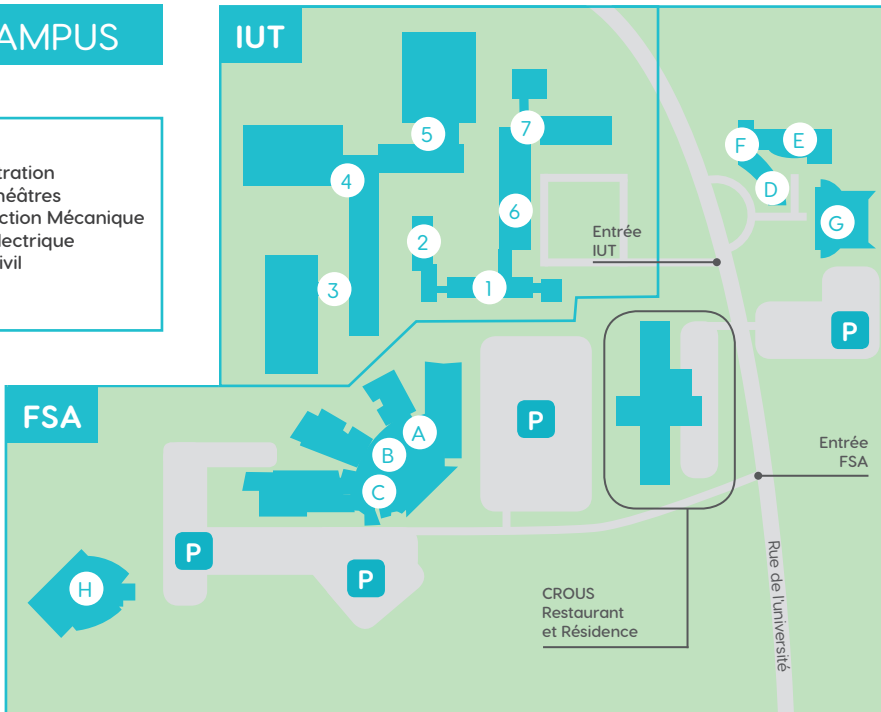 AMPUS
IUT
tration
héâtres
ction Mécanique
lectrique
ivil
5
7
4
6
2
1
3
F
E
D
G
Entrée
IUT
P
FSA
A
B
C
P
Entrée
FSA
P
P
H
CROUS
Restaurant
et Résidence
Rue de l'université